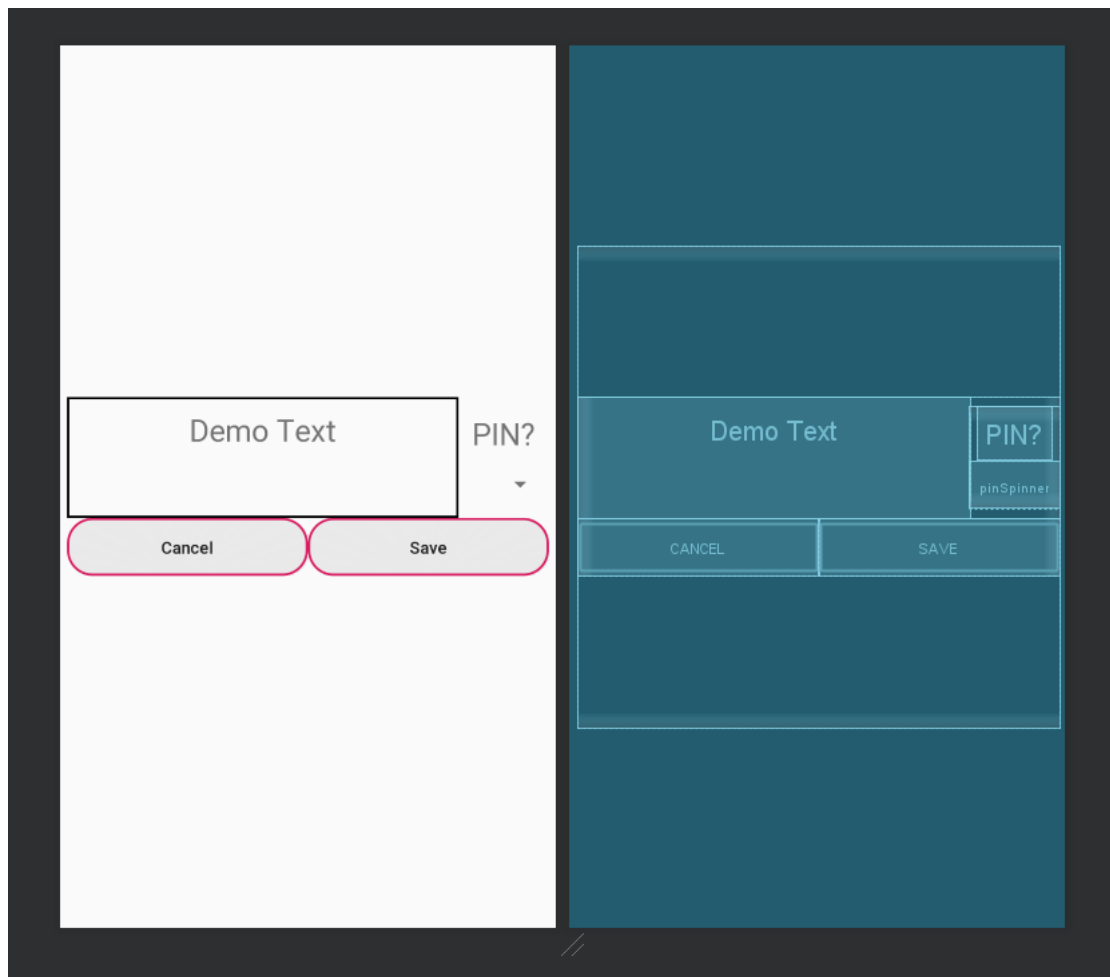 Demo Text
PIN?
Cancel
Save
Demo Text
PIN?
pinSpinner
CANCEL
SAVE